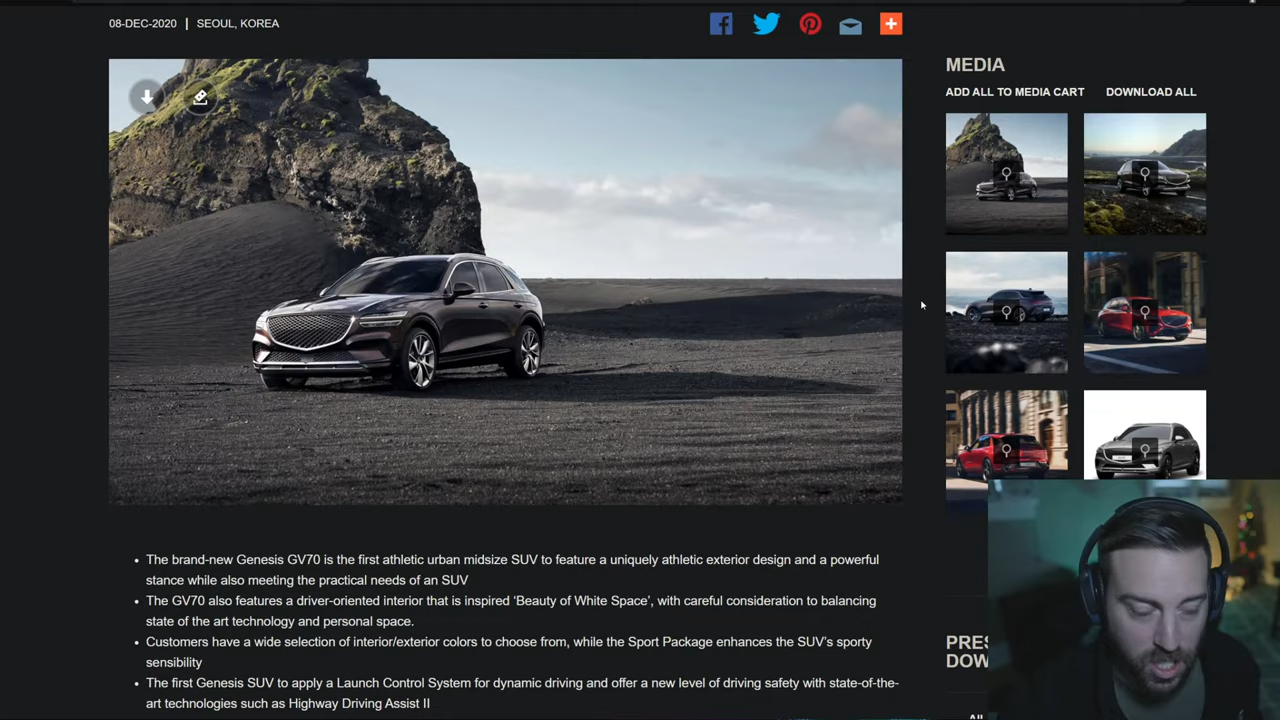 08-DEC-2020 | SEOUL, KOREA
MEDIA
ADD ALL TO MEDIA CART DOWNLOAD ALL
• The brand-new Genesis GV70 is the first athletic urban midsize SUV to feature a uniquely athletic exterior design and a powerful
stance while also meeting the practical needs of an SUV
• The GV70 also features a driver-oriented interior that is inspired ‘Beauty of White Space’, with careful consideration to balancing
state of the art technology and personal space.
• Customers have a wide selection of interior/exterior colors to choose from, while the Sport Package enhances the SUV’s sporty
sensibility
• The first Genesis SUV to apply a Launch Control System for dynamic driving and offer a new level of driving safety with state-of-the-
art technologies such as Highway Driving Assist II
PRES
DOW